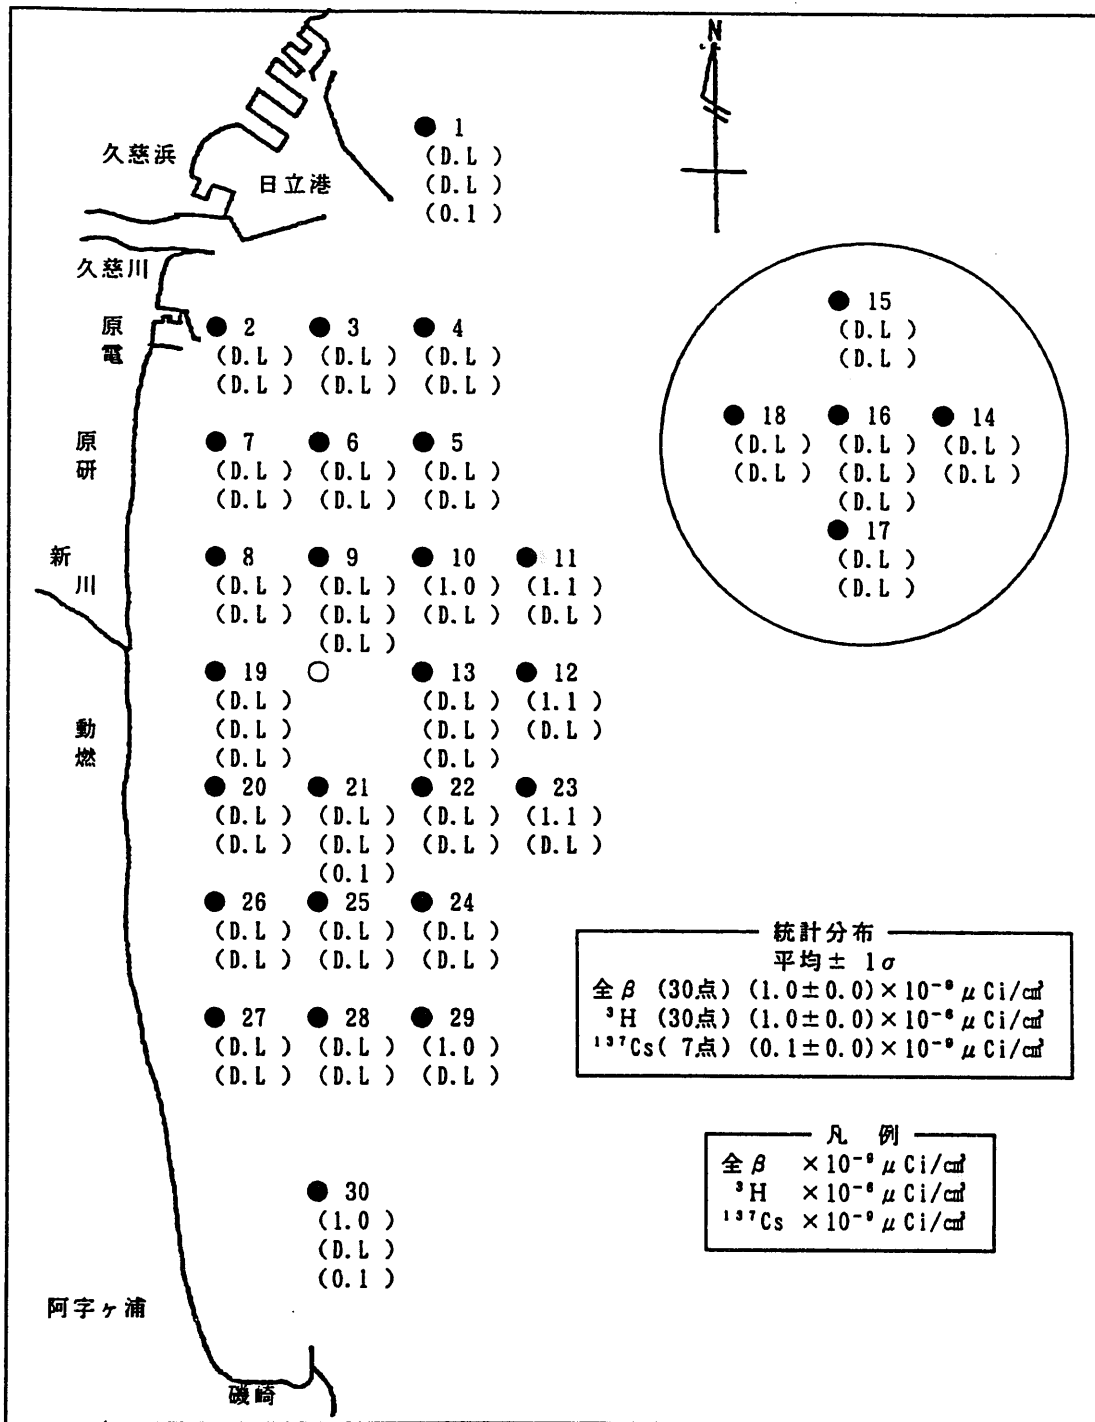 N
● 1
(D.L )
(D.L )
(0.1 )
久慈浜
日立港
久慈川
原電
● 2 ● 3 ● 4
(D.L ) (D.L ) (D.L )
(D.L ) (D.L ) (D.L )
原研
● 7 ● 6 ● 5
(D.L ) (D.L ) (D.L )
(D.L ) (D.L ) (D.L )
● 15
(D.L )
(D.L )
● 18 ● 16 ● 14
(D.L ) (D.L ) (D.L )
(D.L ) (D.L ) (D.L )
(D.L )
● 17
(D.L )
(D.L )
新川
● 8 ● 9 ● 10 ● 11
(D.L ) (D.L ) (1.0 ) (1.1 )
(D.L ) (D.L ) (D.L ) (D.L )
(D.L )
● 19 ○ ● 13 ● 12
(D.L ) (D.L ) (1.1 )
(D.L ) (D.L ) (D.L )
(D.L ) (D.L )
動燃
● 20 ● 21 ● 22 ● 23
(D.L ) (D.L ) (D.L ) (1.1 )
(D.L ) (D.L ) (D.L ) (D.L )
(0.1 )
● 26 ● 25 ● 24
(D.L ) (D.L ) (D.L )
(D.L ) (D.L ) (D.L )
● 27 ● 28 ● 29
(D.L ) (D.L ) (1.0 )
(D.L ) (D.L ) (D.L )
統計分布
平均± 1σ
全β (30点) (1.0±0.0)×10⁻⁹ μCi/cm³
³H (30点) (1.0±0.0)×10⁻⁶ μCi/cm³
¹³⁷Cs( 7点) (0.1±0.0)×10⁻⁹ μCi/cm³
凡 例
全β ×10⁻⁹ μCi/cm³
³H ×10⁻⁶ μCi/cm³
¹³⁷Cs ×10⁻⁹ μCi/cm³
● 30
(1.0 )
(D.L )
(0.1 )
阿字ヶ浦
磯崎